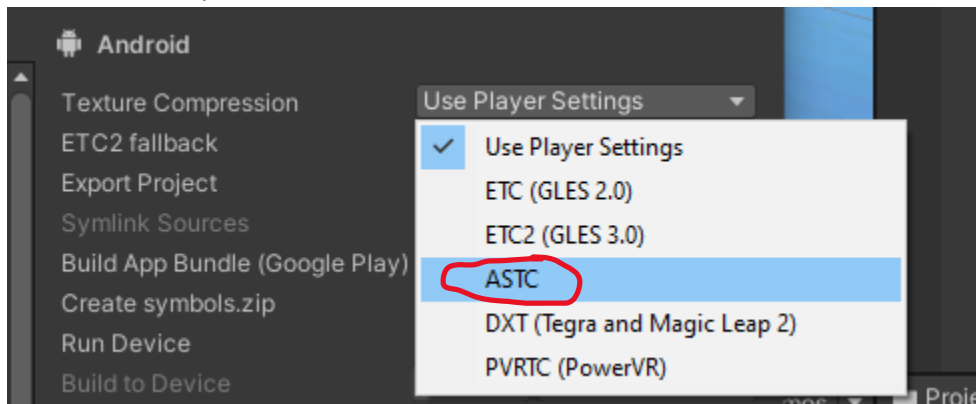 Android
Texture Compression
Use Player Settings
ETC2 fallback
Use Player Settings
Export Project
ETC (GLES 2.0)
Symlink Sources
ETC2 (GLES 3.0)
Build App Bundle (Google Play)
ASTC
Create symbols.zip
DXT (Tegra and Magic Leap 2)
Run Device
PVRTC (PowerVR)
Build to Device